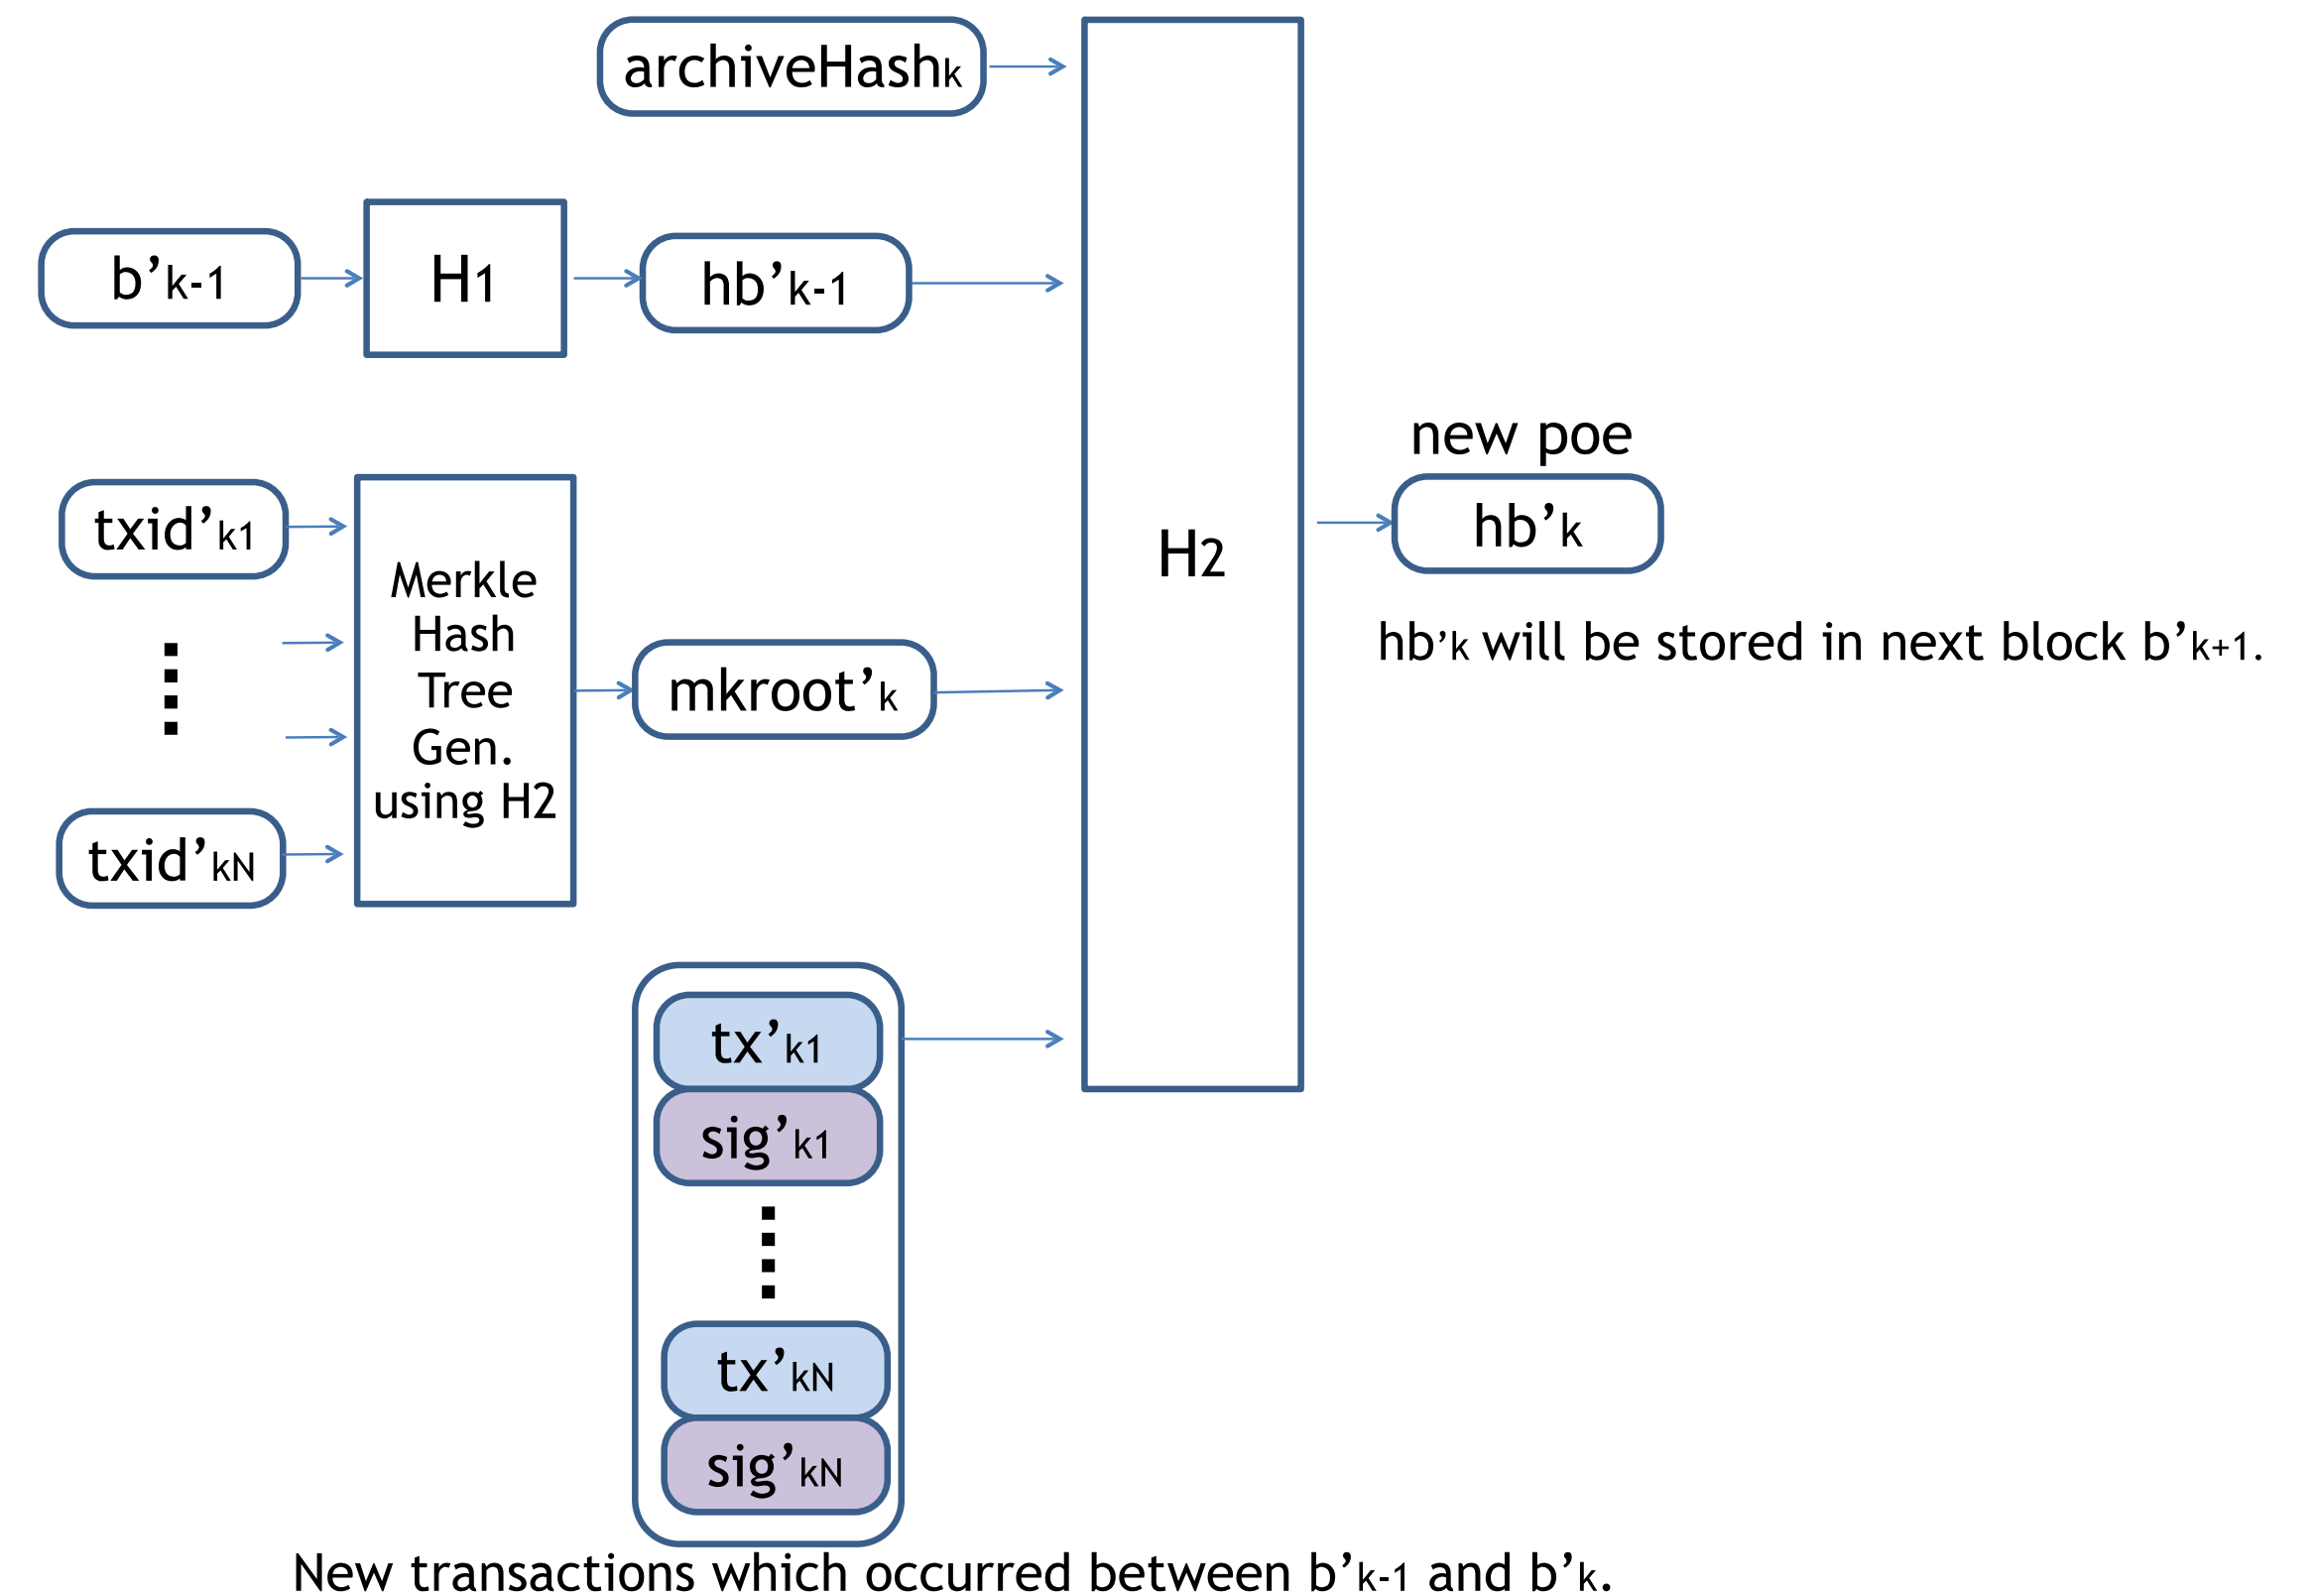 archiveHashk
b’k-1
H1
hb’k-1
txid’k1
txid’kN
Merkle
Hash
Tree
Gen.
using H2
mkroot’k
H2
new poe
hb’k
hb’k will be stored in next block b’k+1.
tx’k1
sig’k1
tx’kN
sig’kN
New transactions which occurred between b’k-1 and b’k.